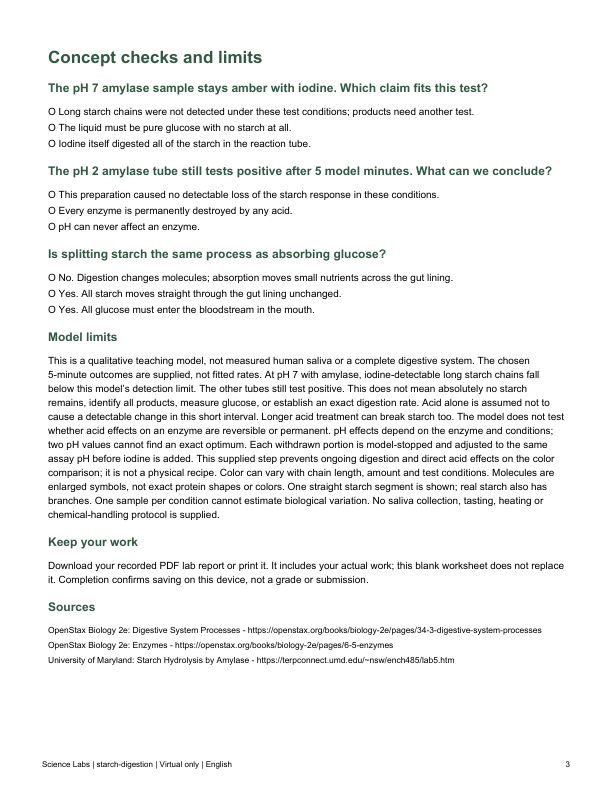 Concept checks and limits
The pH 7 amylase sample stays amber with iodine. Which claim fits this test?
O Long starch chains were not detected under these test conditions; products need another test.
O The liquid must be pure glucose with no starch at all.
O Iodine itself digested all of the starch in the reaction tube.
The pH 2 amylase tube still tests positive after 5 model minutes. What can we conclude?
O This preparation caused no detectable loss of the starch response in these conditions.
O Every enzyme is permanently destroyed by any acid.
O pH can never affect an enzyme.
Is splitting starch the same process as absorbing glucose?
O No. Digestion changes molecules; absorption moves small nutrients across the gut lining.
O Yes. All starch moves straight through the gut lining unchanged.
O Yes. All glucose must enter the bloodstream in the mouth.
Model limits
This is a qualitative teaching model, not measured human saliva or a complete digestive system. The chosen
5-minute outcomes are supplied, not fitted rates. At pH 7 with amylase, iodine-detectable long starch chains fall
below this model's detection limit. The other tubes still test positive. This does not mean absolutely no starch
remains, identify all products, measure glucose, or establish an exact digestion rate. Acid alone is assumed not to
cause a detectable change in this short interval. Longer acid treatment can break starch too. The model does not test
whether acid effects on an enzyme are reversible or permanent. pH effects depend on the enzyme and conditions;
two pH values cannot find an exact optimum. Each withdrawn portion is model-stopped and adjusted to the same
assay pH before iodine is added. This supplied step prevents ongoing digestion and direct acid effects on the color
comparison; it is not a physical recipe. Color can vary with chain length, amount and test conditions. Molecules are
enlarged symbols, not exact protein shapes or colors. One straight starch segment is shown; real starch also has
branches. One sample per condition cannot estimate biological variation. No saliva collection, tasting, heating or
chemical-handling protocol is supplied.
Keep your work
Download your recorded PDF lab report or print it. It includes your actual work; this blank worksheet does not replace
it. Completion confirms saving on this device, not a grade or submission.
Sources
OpenStax Biology 2e: Digestive System Processes - https://openstax.org/books/biology-2e/pages/34-3-digestive-system-processes
OpenStax Biology 2e: Enzymes - https://openstax.org/books/biology-2e/pages/6-5-enzymes
University of Maryland: Starch Hydrolysis by Amylase - https://terpconnect.umd.edu/~nsw/ench485/lab5.htm
Science Labs | starch-digestion | Virtual only | English 3